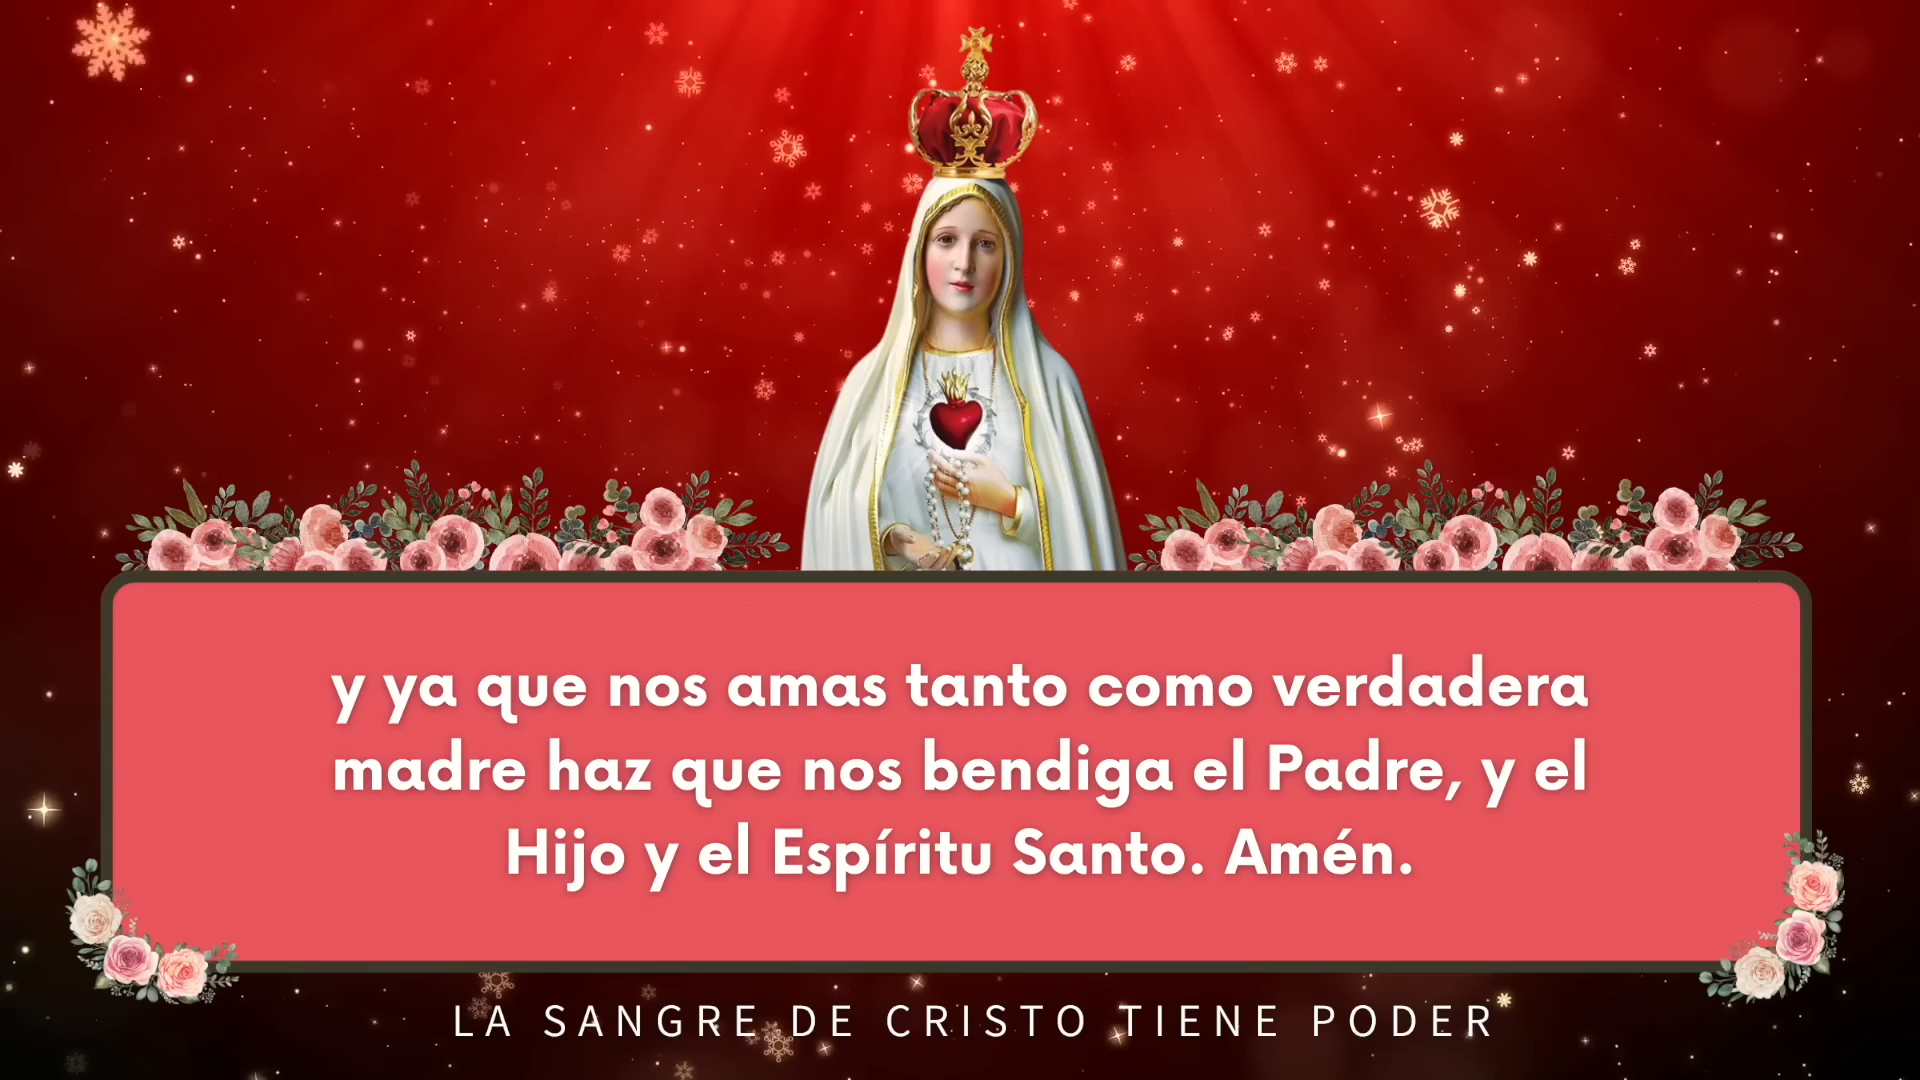 y ya que nos amas tanto como verdadera
madre haz que nos bendiga el Padre, y el
Hijo y el Espíritu Santo. Amén.
LA SANGRE DE CRISTO TIENE PODER